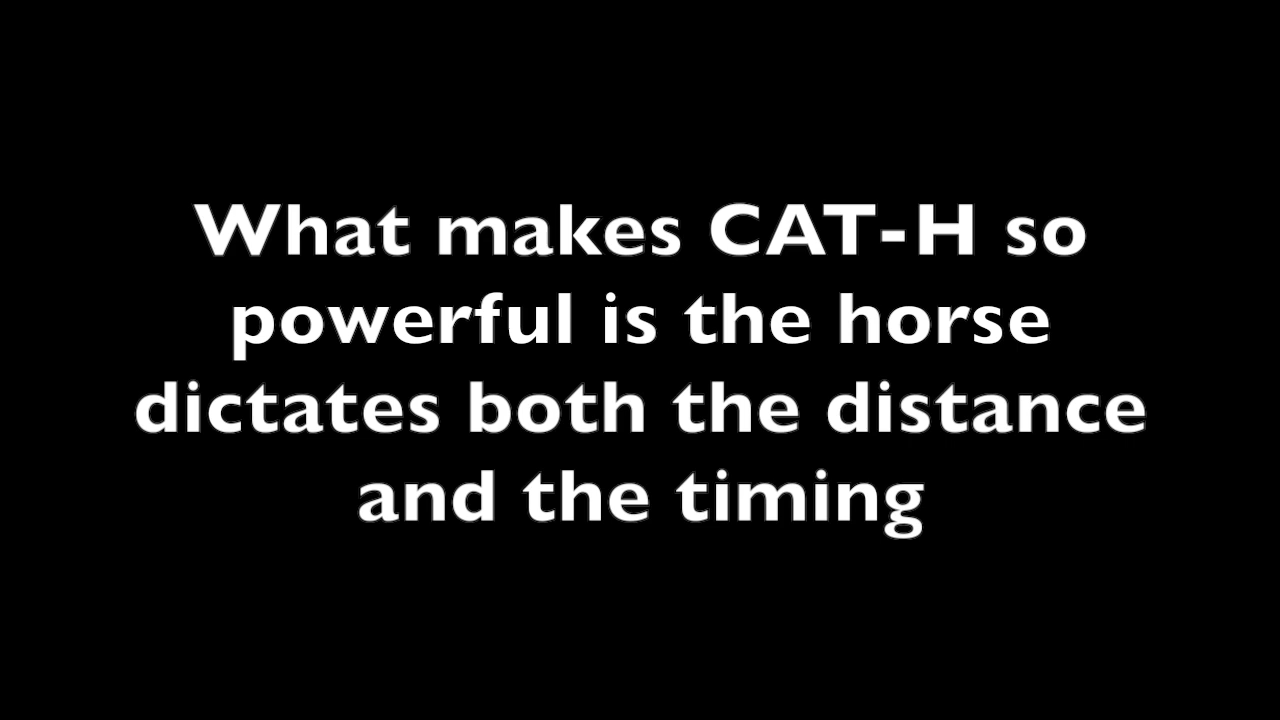 What makes CAT-H so
powerful is the horse
dictates both the distance
and the timing